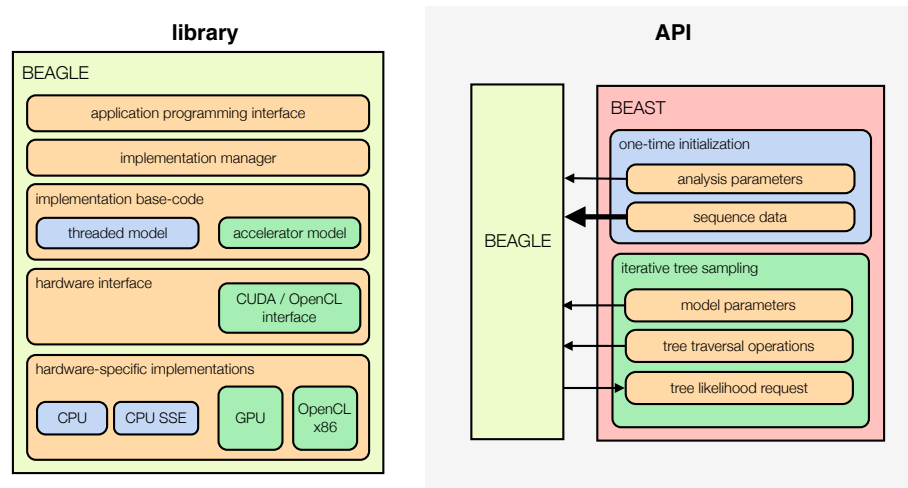 library
BEAGLE
application programming interface
implementation manager
implementation base-code
threaded model
accelerator model
hardware interface
CUDA / OpenCL
interface
hardware-specific implementations
CPU
CPU SSE
GPU
OpenCL
x86
API
BEAGLE
BEAST
one-time initialization
analysis parameters
sequence data
iterative tree sampling
model parameters
tree traversal operations
tree likelihood request